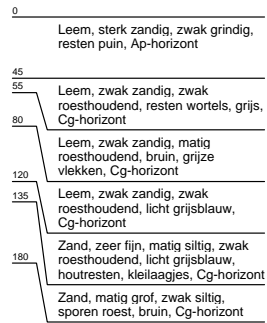 0
Leem, sterk zandig, zwak grindig,
resten puin, Ap-horizont
45
55
Leem, zwak zandig, zwak
roesthoudend, resten wortels, grijs,
Cg-horizont
80
Leem, zwak zandig, matig
roesthoudend, bruin, grijze
vlekken, Cg-horizont
120
Leem, zwak zandig, zwak
roesthoudend, licht grijsblauw,
Cg-horizont
135
Zand, zeer fijn, matig siltig, zwak
roesthoudend, licht grijsblauw,
houtresten, kleilaagjes, Cg-horizont
180
Zand, matig grof, zwak siltig,
sporen roest, bruin, Cg-horizont